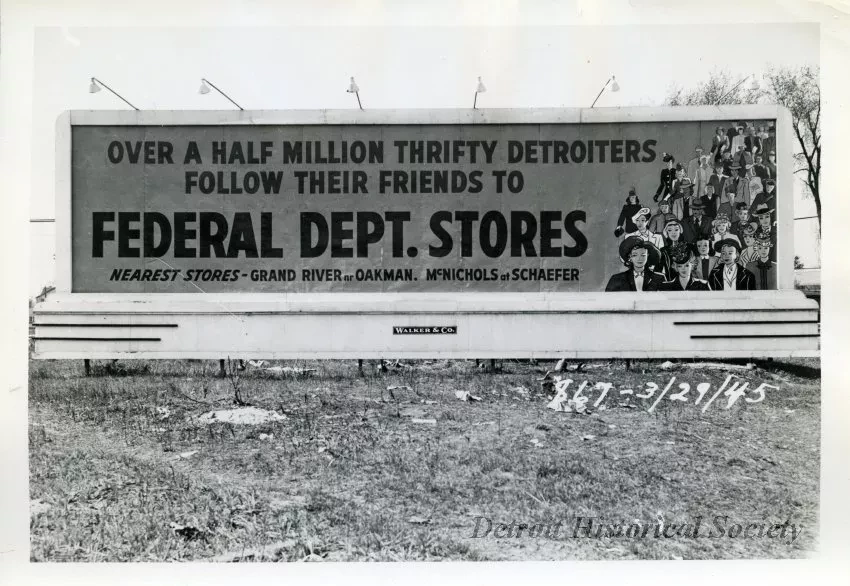 OVER A HALF MILLION THRIFTY DETROITERS
FOLLOW THEIR FRIENDS TO
FEDERAL DEPT. STORES
NEAREST STORES - GRAND RIVER nr OAKMAN. McNICHOLS at SCHAEFER
WALKER & CO.
867-3/29/45
Detroit Historical Society